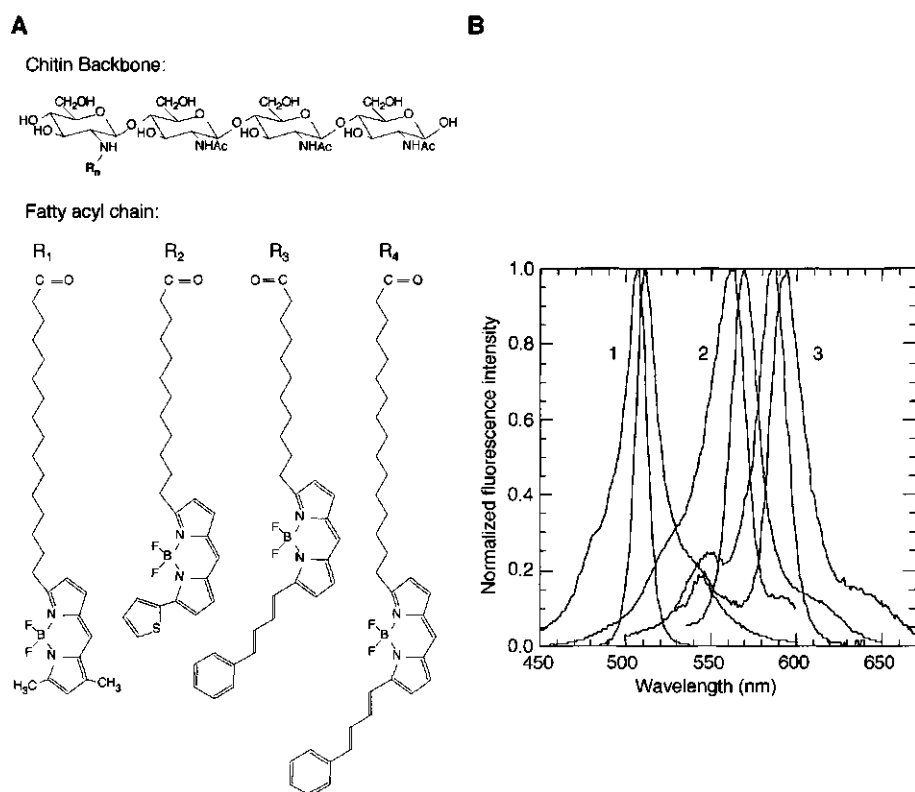 A
B
Chitin Backbone:
CH2OH CH2OH CH2OH CH2OH
HO HO O O HO O O HO O O HO O OH
NH NHAc NHAc NHAc
Rn
Fatty acyl chain:
R1 R2 R3 R4
C=O C=O O=C C=O
F F B N N H3C CH3
F F B N N S
F F B N N
F F B N N
Normalized fluorescence intensity
1.0
0.8
0.6
0.4
0.2
0.0
1 2 3
450 500 550 600 650
Wavelength (nm)